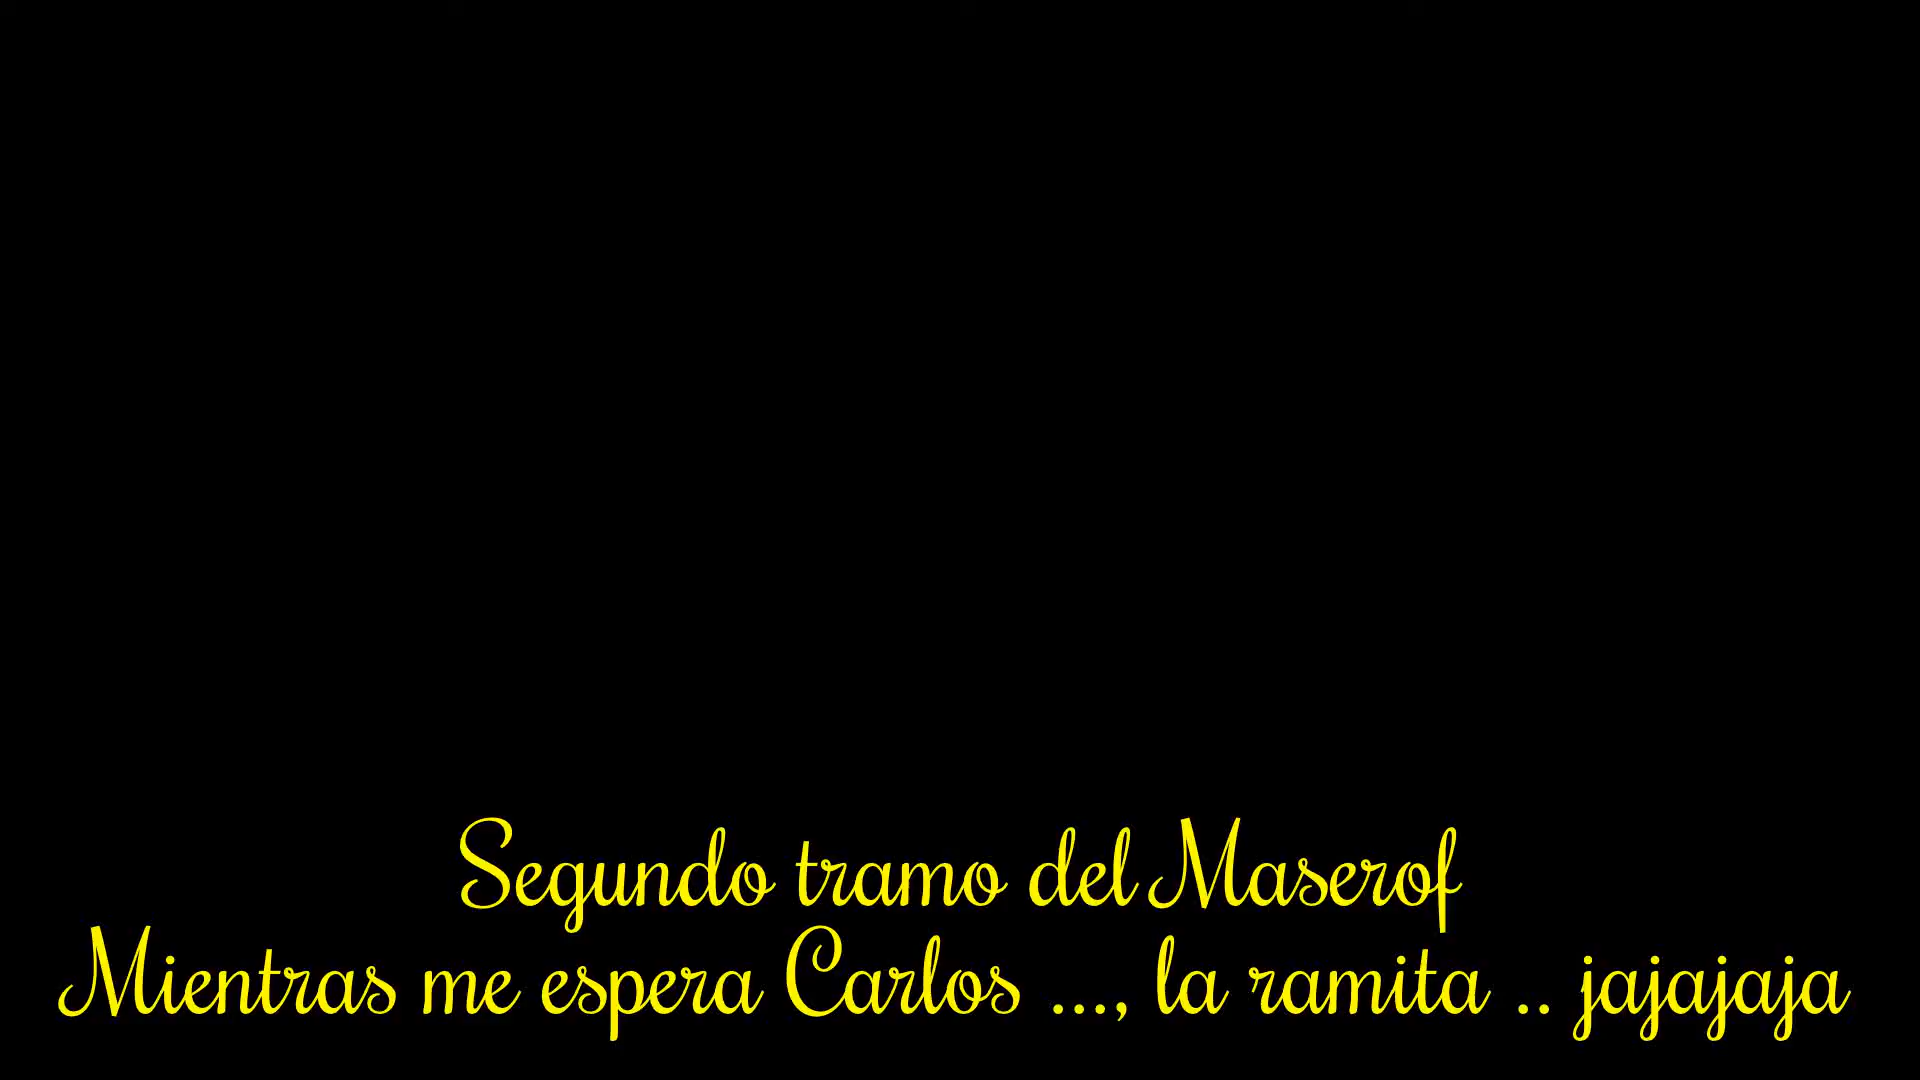 Segundo tramo del Maserof
Mientras me espera Carlos ..., la ramita .. jajajaja